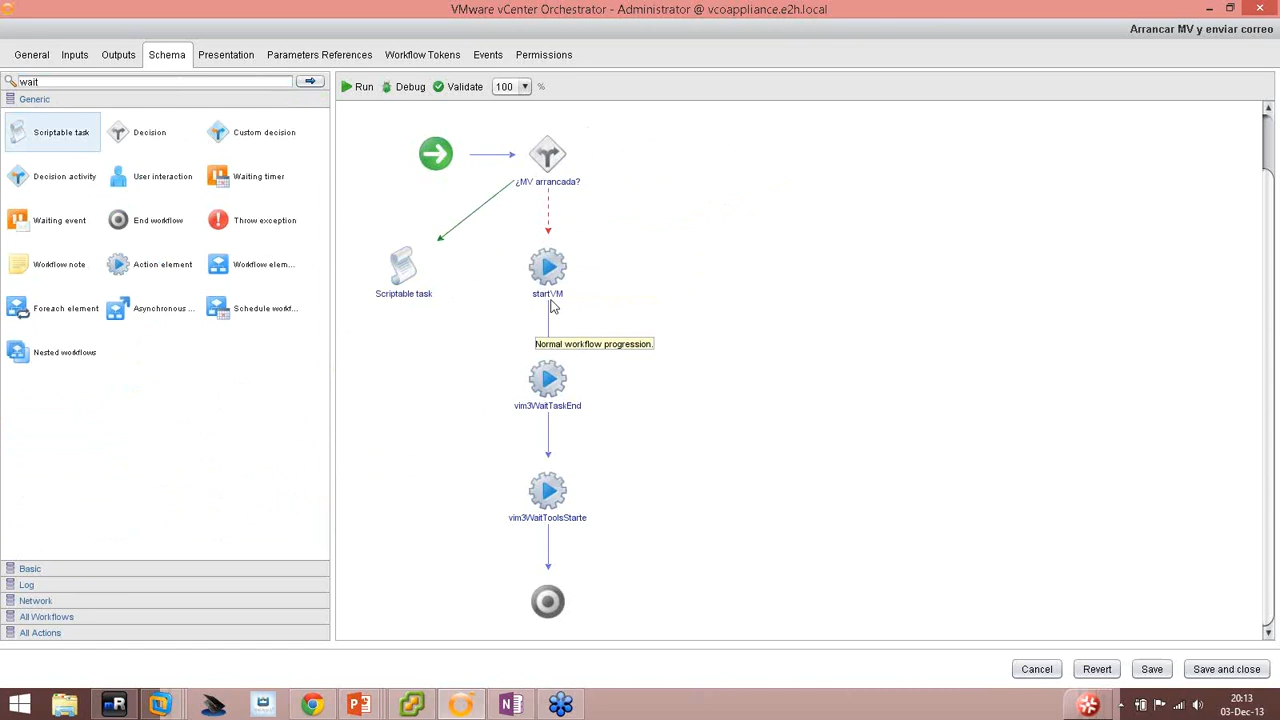 VMware vCenter Orchestrator - Administrator @ vcoappliance.e2h.local
Arrancar MV y enviar correo
General Inputs Outputs Schema Presentation Parameters References Workflow Tokens Events Permissions
wait
Run Debug Validate 100 %
Generic
Scriptable task Decision Custom decision
Decision activity User interaction Waiting timer
Waiting event End workflow Throw exception
Workflow note Action element Workflow elem...
Foreach element Asynchronous ... Schedule workf...
Nested workflows
¿MV arrancada?
Scriptable task
startVM
Normal workflow progression.
vim3WaitTaskEnd
vim3WaitToolsStarte
Basic
Log
Network
All Workflows
All Actions
Cancel Revert Save Save and close
20:13
03-Dec-13